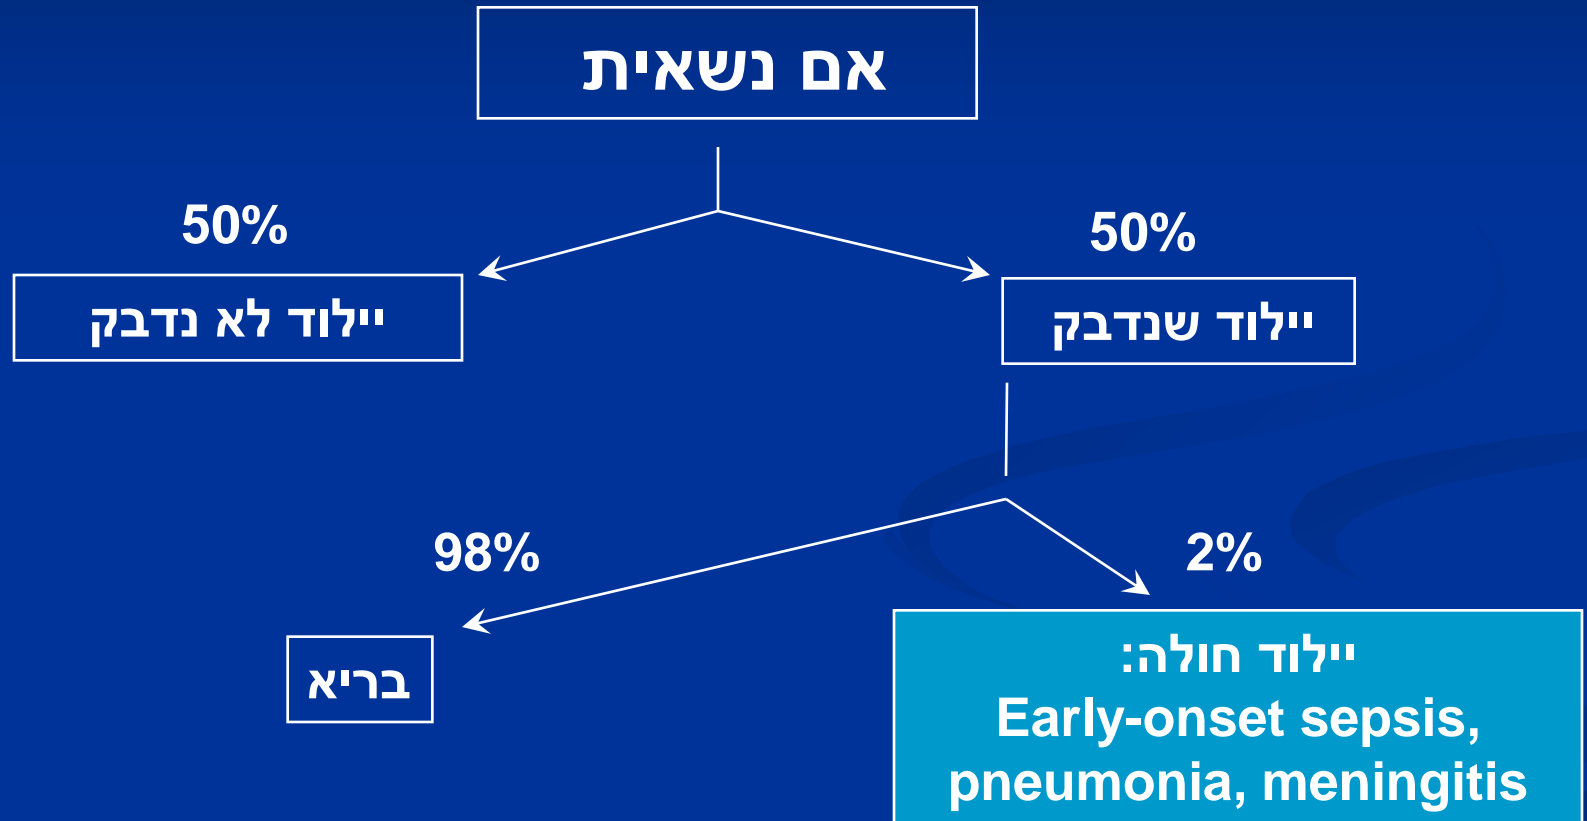 אם נשאית
50%
50%
יילוד שנדבק
יילוד לא נדבק
2%
98%
יילוד חולה:
Early-onset sepsis,
pneumonia, meningitis
בריא